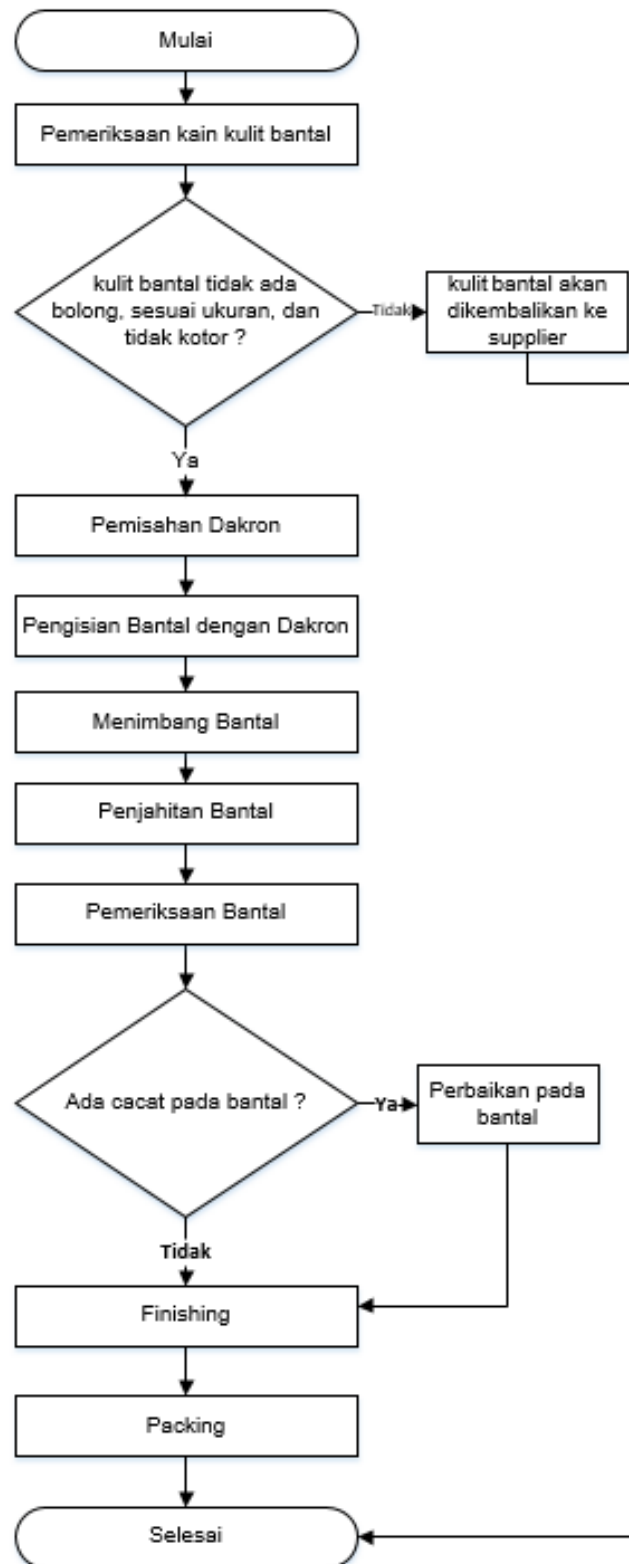 Mulai
Pemeriksaan kain kulit bantal
kulit bantal tidak ada
bolong, sesuai ukuran, dan
tidak kotor ?
Tidak
kulit bantal akan
dikembalikan ke
supplier
Ya
Pemisahan Dakron
Pengisian Bantal dengan Dakron
Menimbang Bantal
Penjahitan Bantal
Pemeriksaan Bantal
Ada cacat pada bantal ?
Ya
Perbaikan pada
bantal
Tidak
Finishing
Packing
Selesai